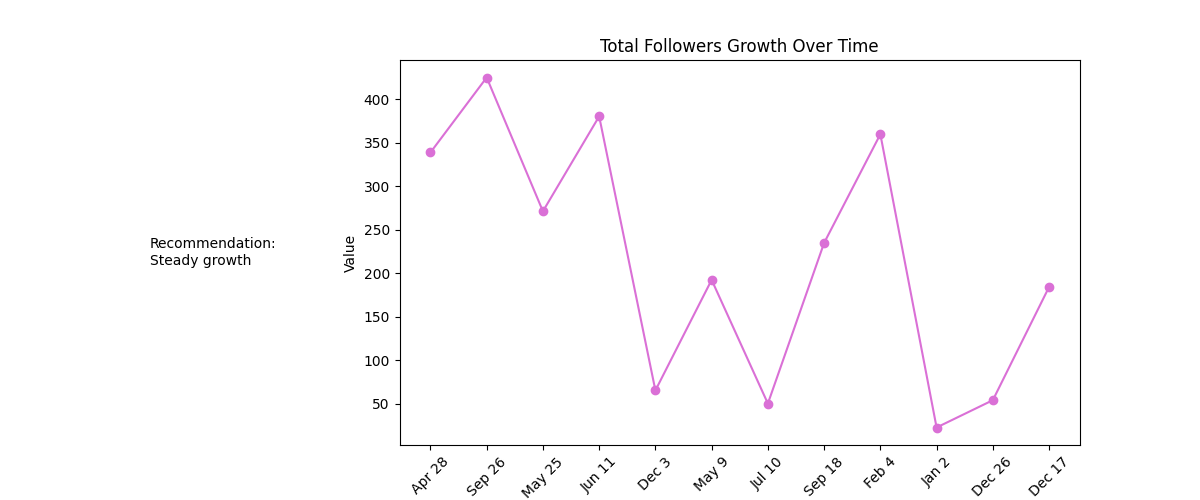 Total Followers Growth Over Time
Recommendation:
Steady growth
Value
400
350
300
250
200
150
100
50
Apr 28
Sep 26
May 25
Jun 11
Dec 3
May 9
Jul 10
Sep 18
Feb 4
Jan 2
Dec 26
Dec 17